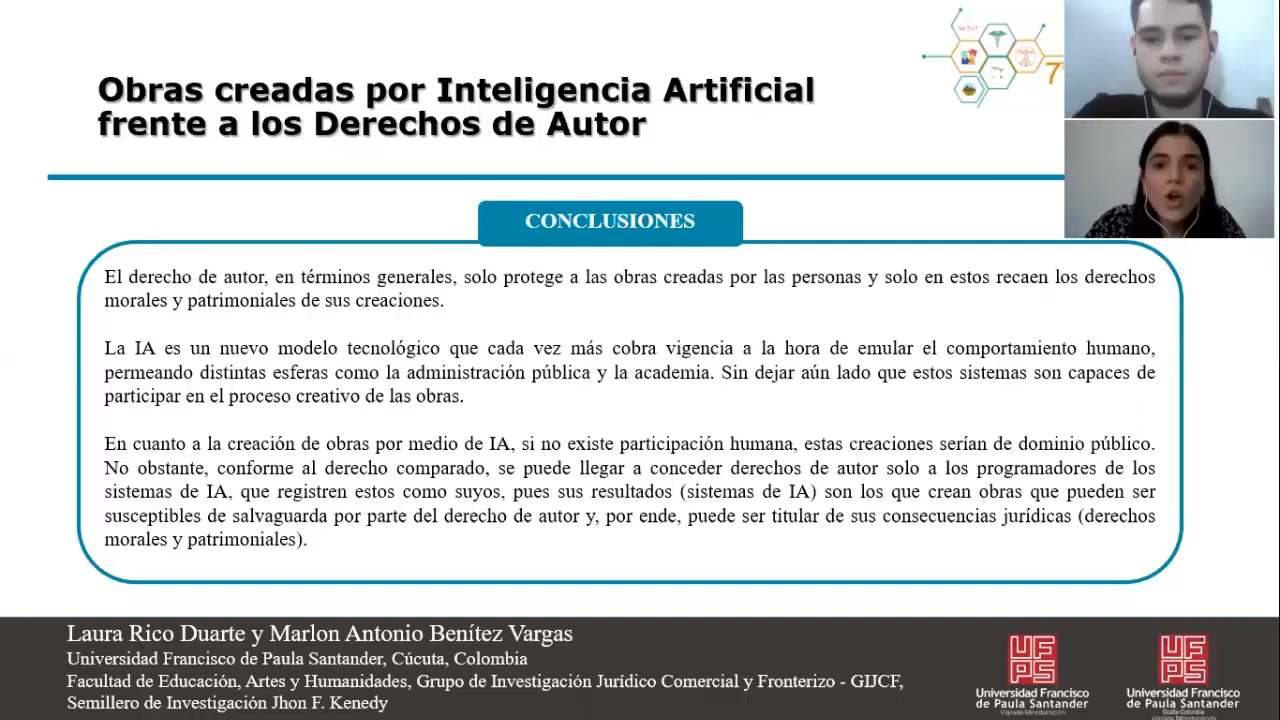 7
Obras creadas por Inteligencia Artificial
frente a los Derechos de Autor
CONCLUSIONES
El derecho de autor, en términos generales, solo protege a las obras creadas por las personas y solo en estos recaen los derechos
morales y patrimoniales de sus creaciones.
La IA es un nuevo modelo tecnológico que cada vez más cobra vigencia a la hora de emular el comportamiento humano,
permeando distintas esferas como la administración pública y la academia. Sin dejar aún lado que estos sistemas son capaces de
participar en el proceso creativo de las obras.
En cuanto a la creación de obras por medio de IA, si no existe participación humana, estas creaciones serían de dominio público.
No obstante, conforme al derecho comparado, se puede llegar a conceder derechos de autor solo a los programadores de los
sistemas de IA, que registren estos como suyos, pues sus resultados (sistemas de IA) son los que crean obras que pueden ser
susceptibles de salvaguarda por parte del derecho de autor y, por ende, puede ser titular de sus consecuencias jurídicas (derechos
morales y patrimoniales).
Laura Rico Duarte y Marlon Antonio Benítez Vargas
Universidad Francisco de Paula Santander, Cúcuta, Colombia
Facultad de Educación, Artes y Humanidades, Grupo de Investigación Jurídico Comercial y Fronterizo - GIJCF,
Semillero de Investigación Jhon F. Kenedy
UFPS
Universidad Francisco
de Paula Santander
Vigilada Mineducación
UFPS
Universidad Francisco
de Paula Santander
Ocaña-Colombia
Vigilada Mineducación